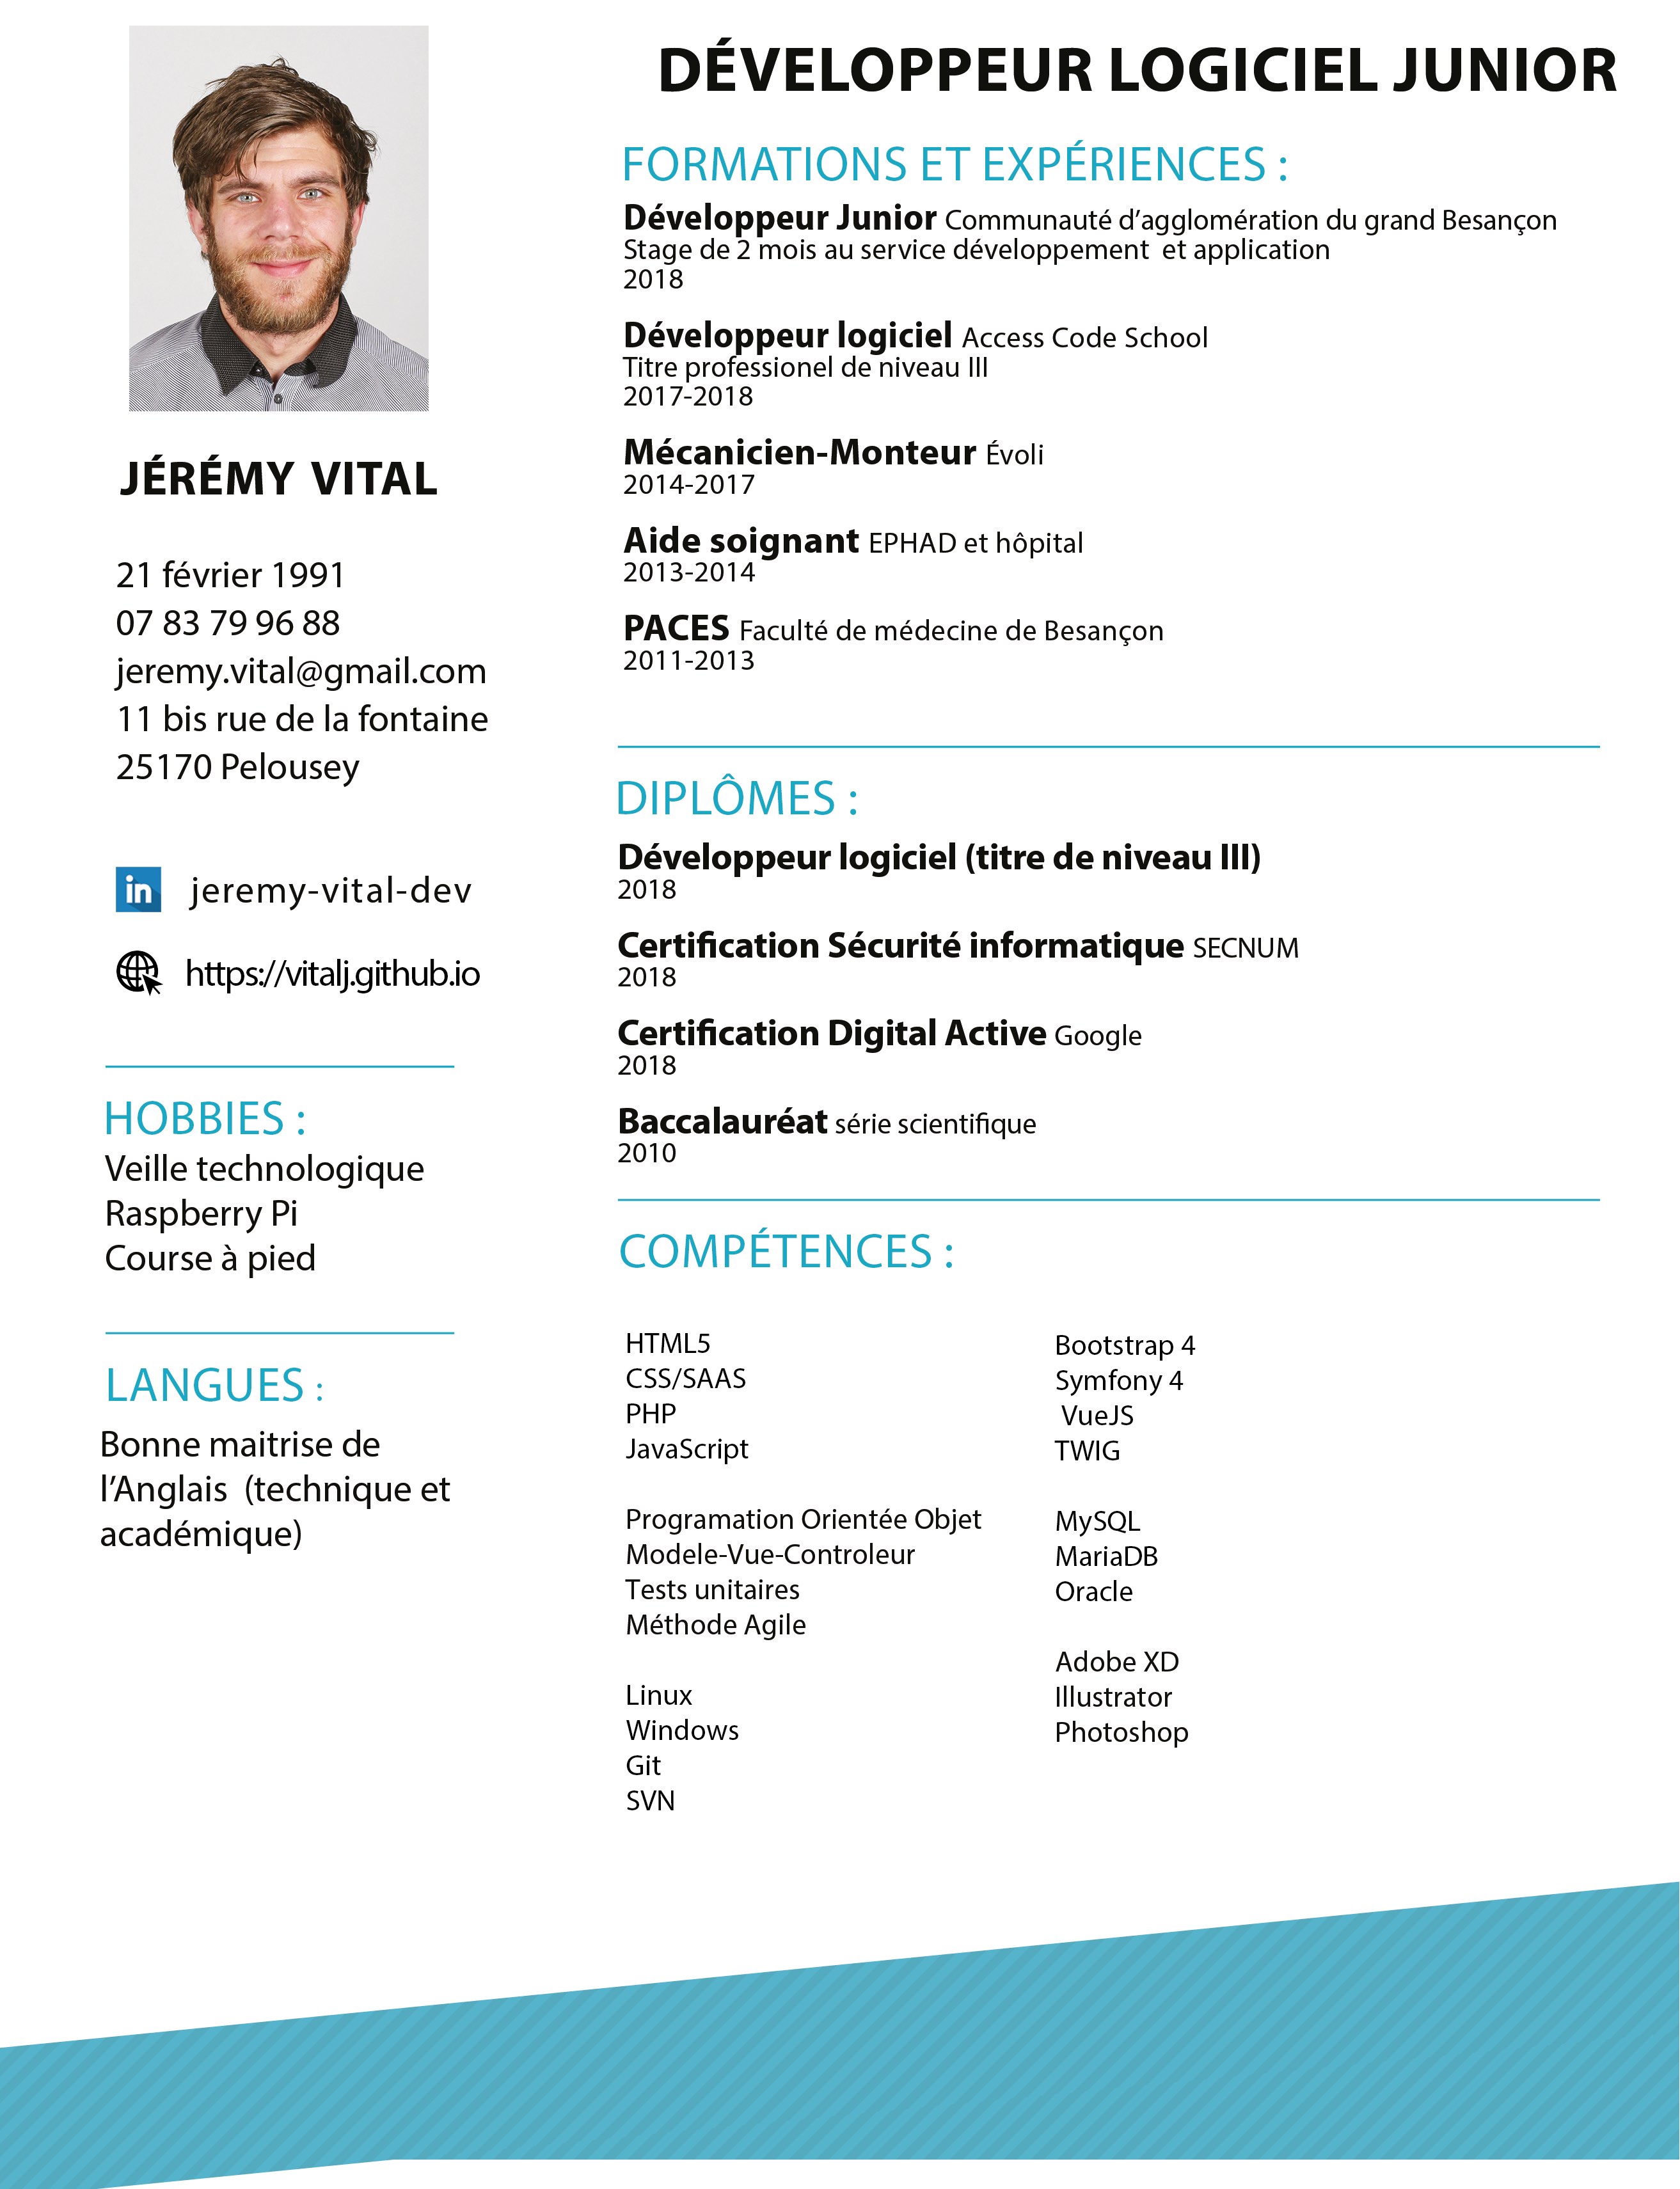 JÉRÉMY VITAL
21 février 1991
07 83 79 96 88
jeremy.vital@gmail.com
11 bis rue de la fontaine
25170 Pelousey
in jeremy-vital-dev
https://vitalj.github.io
HOBBIES :
Veille technologique
Raspberry Pi
Course à pied
LANGUES :
Bonne maitrise de
l’Anglais (technique et
académique)
DÉVELOPPEUR LOGICIEL JUNIOR
FORMATIONS ET EXPÉRIENCES :
Développeur Junior Communauté d’agglomération du grand Besançon
Stage de 2 mois au service développement et application
2018
Développeur logiciel Access Code School
Titre professionel de niveau III
2017-2018
Mécanicien-Monteur Évoli
2014-2017
Aide soignant EPHAD et hôpital
2013-2014
PACES Faculté de médecine de Besançon
2011-2013
DIPLÔMES :
Développeur logiciel (titre de niveau III)
2018
Certification Sécurité informatique SECNUM
2018
Certification Digital Active Google
2018
Baccalauréat série scientifique
2010
COMPÉTENCES :
HTML5
CSS/SAAS
PHP
JavaScript
Programation Orientée Objet
Modele-Vue-Controleur
Tests unitaires
Méthode Agile
Linux
Windows
Git
SVN
Bootstrap 4
Symfony 4
VueJS
TWIG
MySQL
MariaDB
Oracle
Adobe XD
Illustrator
Photoshop